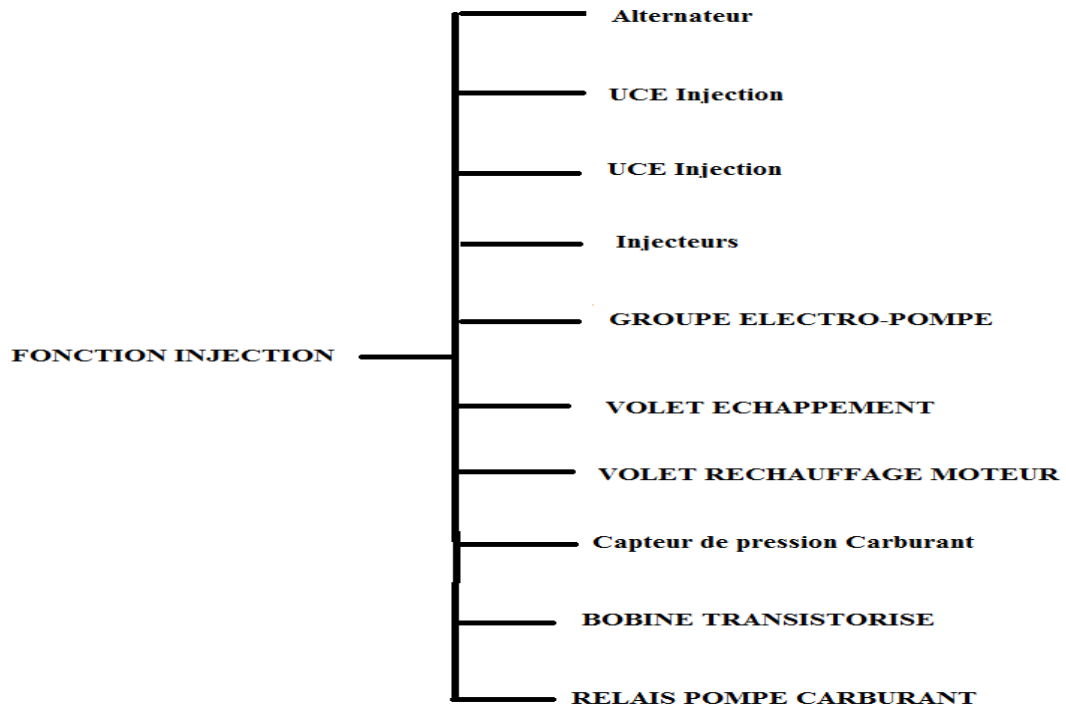 Alternateur
UCE Injection
UCE Injection
Injecteurs
GROUPE ELECTRO-POMPE
FONCTION INJECTION
VOLET ECHAPPEMENT
VOLET RECHAUFFAGE MOTEUR
Capteur de pression Carburant
BOBINE TRANSISTORISE
RELAIS POMPE CARBURANT